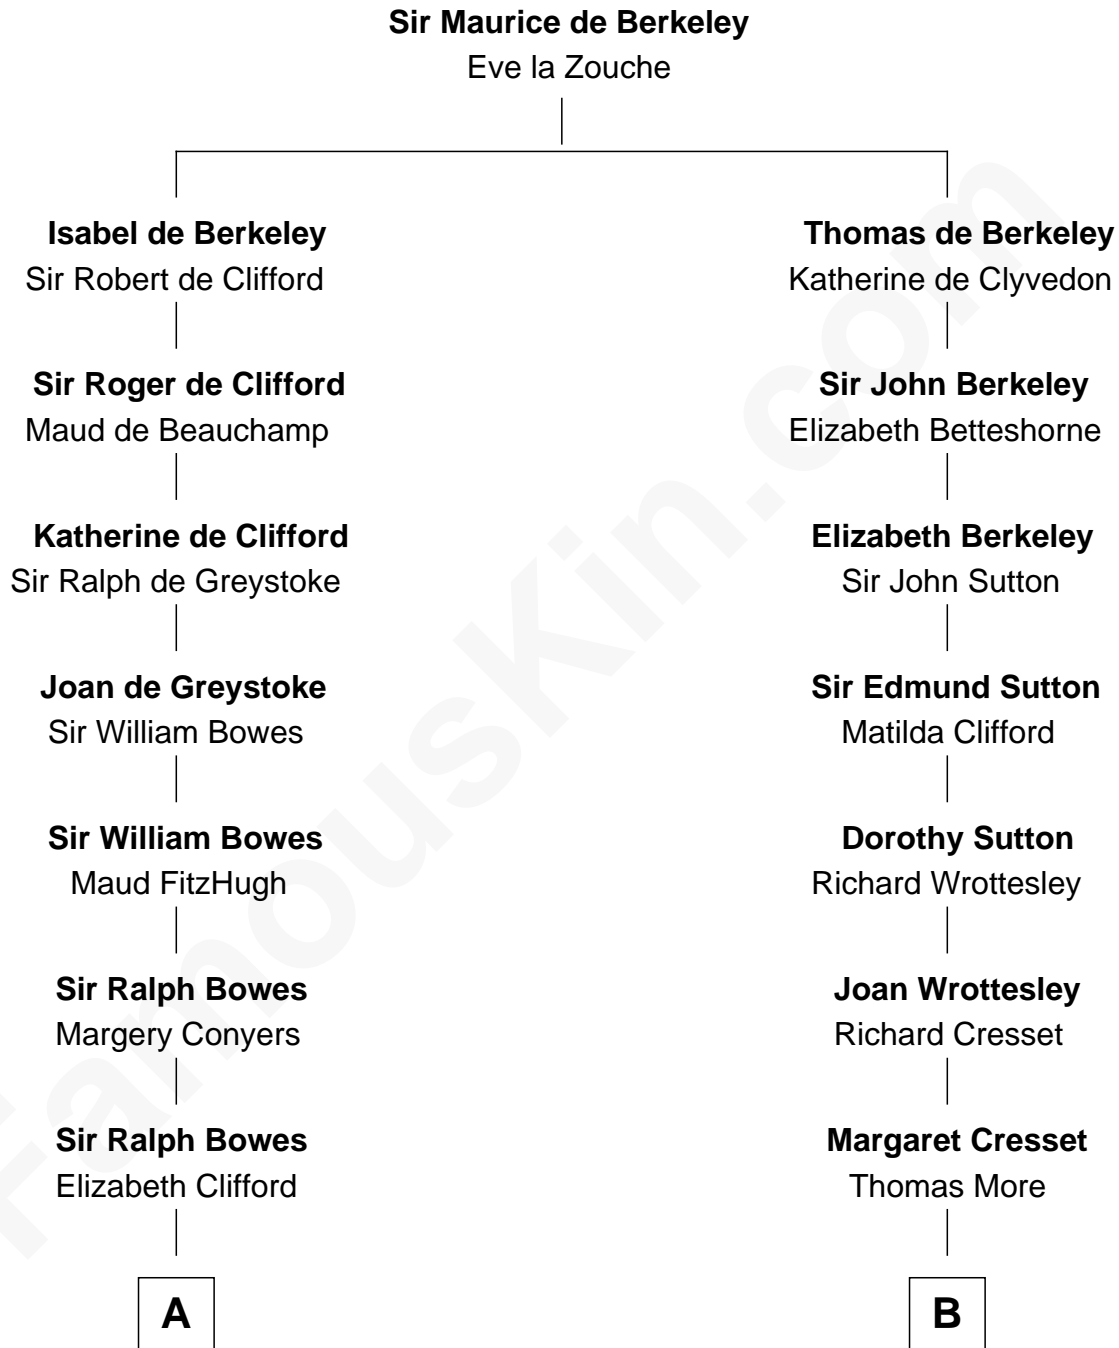 Sir Maurice de Berkeley
Eve la Zouche
Isabel de Berkeley
Sir Robert de Clifford
Thomas de Berkeley
Katherine de Clyvedon
Sir Roger de Clifford
Maud de Beauchamp
Sir John Berkeley
Elizabeth Betteshorne
Katherine de Clifford
Sir Ralph de Greystoke
Elizabeth Berkeley
Sir John Sutton
Joan de Greystoke
Sir William Bowes
Sir Edmund Sutton
Matilda Clifford
Sir William Bowes
Maud FitzHugh
Dorothy Sutton
Richard Wrottesley
Sir Ralph Bowes
Margery Conyers
Joan Wrottesley
Richard Cresset
Sir Ralph Bowes
Elizabeth Clifford
Margaret Cresset
Thomas More
A
B
FamousKin.com